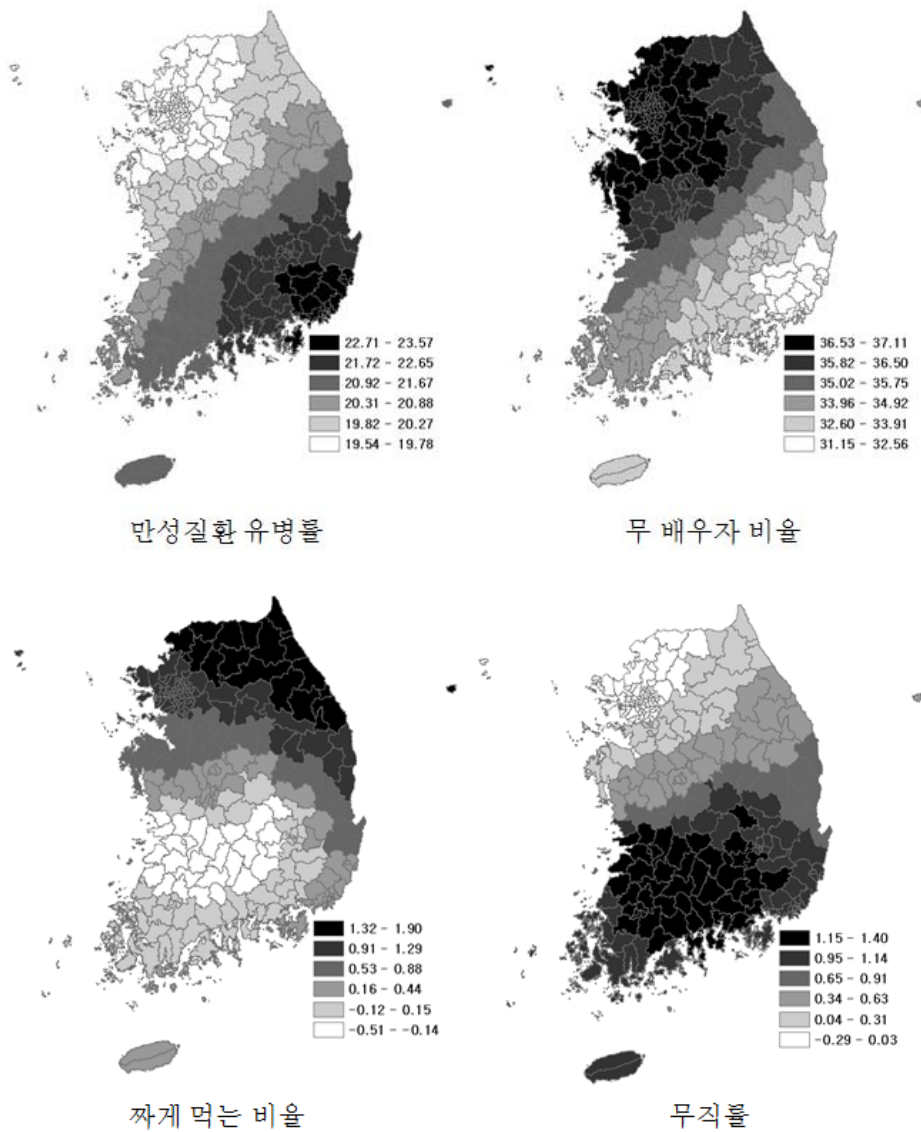 22.71 - 23.57
21.72 - 22.65
20.92 - 21.67
20.31 - 20.88
19.82 - 20.27
19.54 - 19.78
만성질환 유병률
36.53 - 37.11
35.82 - 36.50
35.02 - 35.75
33.96 - 34.92
32.60 - 33.91
31.15 - 32.56
무 배우자 비율
1.32 - 1.90
0.91 - 1.29
0.53 - 0.88
0.16 - 0.44
-0.12 - 0.15
-0.51 - -0.14
짜게 먹는 비율
1.15 - 1.40
0.95 - 1.14
0.65 - 0.91
0.34 - 0.63
0.04 - 0.31
-0.29 - 0.03
무직률